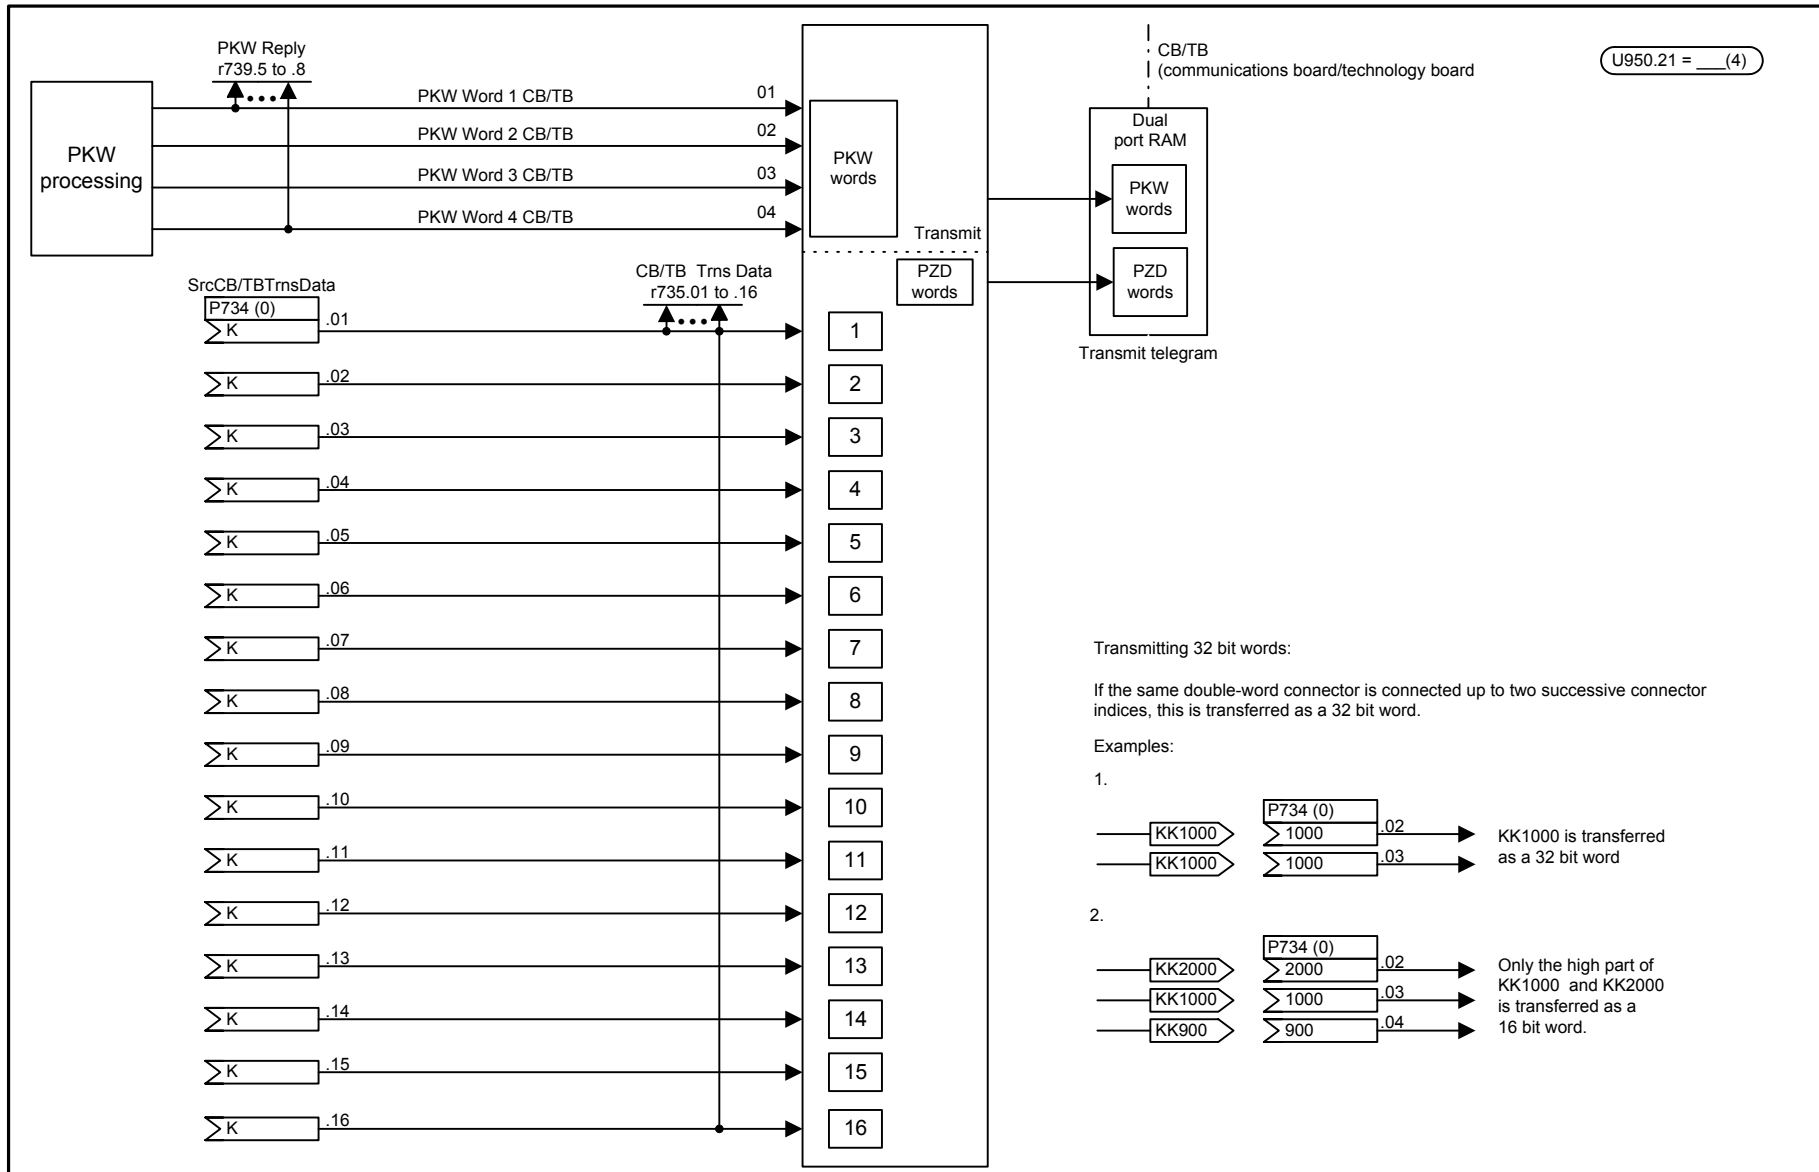 PKW Reply
r739.5 to .8
CB/TB
(communications board/technology board
U950.21 = ___(4)
PKW
processing
PKW Word 1 CB/TB
01
PKW Word 2 CB/TB
02
PKW Word 3 CB/TB
03
PKW Word 4 CB/TB
04
PKW
words
Transmit
PZD
words
Dual
port RAM
PKW
words
PZD
words
Transmit telegram
SrcCB/TBTrnsData
P734 (0)
CB/TB  Trns Data
r735.01 to .16
K .01 1
K .02 2
K .03 3
K .04 4
K .05 5
K .06 6
K .07 7
K .08 8
K .09 9
K .10 10
K .11 11
K .12 12
K .13 13
K .14 14
K .15 15
K .16 16
Transmitting 32 bit words:
If the same double-word connector is connected up to two successive connector
indices, this is transferred as a 32 bit word.
Examples:
1.
P734 (0)
KK1000 1000 .02
KK1000 1000 .03
KK1000 is transferred
as a 32 bit word
2.
P734 (0)
KK2000 2000 .02
KK1000 1000 .03
KK900 900 .04
Only the high part of
KK1000  and KK2000
is transferred as a
16 bit word.